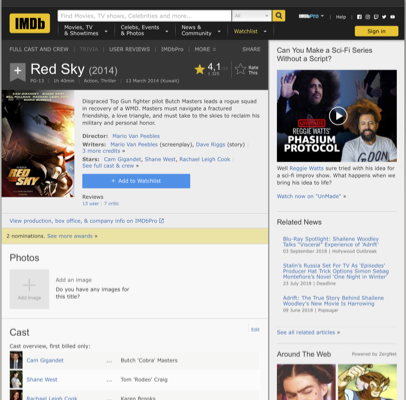 IMDb
Find Movies, TV shows, Celebrities and more...
All
Movies, TV
& Showtimes
Celebs, Events
& Photos
News &
Community
Watchlist
IMDbPro
Help
Sign in
FULL CAST AND CREW | TRIVIA | USER REVIEWS | IMDbPro | MORE
SHARE
Red Sky (2014)
PG-13 | 1h 40min | Action, Thriller | 13 March 2014 (Kuwait)
4,1
Rate
This
Disgraced Top Gun fighter pilot Butch Masters leads a rogue
squad in recovery of a WMD. Masters must navigate a fractured
friendship, a love triangle, and must take to the skies to reclaim his
military and personal honor.
Director: Mario Van Peebles
Writers: Mario Van Peebles (screenplay), Dave Riggs (story) |
3 more credits »
Stars: Cam Gigandet, Shane West, Rachael Leigh Cook |
See full cast & crew »
+ Add to Watchlist
Reviews
RED
SKY
View production, box office, & company info on IMDbPro
2 nominations. See more awards »
Photos
Add Image
Add an image
Do you have any images for
this title?
Cast
Edit
Cast overview, first billed only:
Cam Gigandet ... Butch 'Cobra' Masters
Shane West ... Tom 'Rodeo' Craig
Rachael Leigh Cook ... Karen Brooks
Can You Make a Sci-Fi Series
Without a Script?
REGGIE WATTS'
PHASIUM
PROTOCOL
Well Reggie Watts sure tried with his idea for
a sci-fi improv show. What happens when we
bring his idea to life?
Watch now on "UnMade" »
Related News
Blu-Ray Spotlight: Shailene Woodley
Talks "Visceral" Experience of 'Adrift'
03 September 2018 | Hollywood Outbreak
Stalin's Russia Set For TV As 'Episodes'
Producer Hat Trick Options Simon Sebag
Montefiore's Novel 'One Night in Winter'
23 July 2018 | Deadline
Adrift: The True Story Behind Shailene
Woodley's New Movie Is Harrowing
09 June 2018 | Popsugar
See all related articles »
Around The Web
Powered by ZergNet